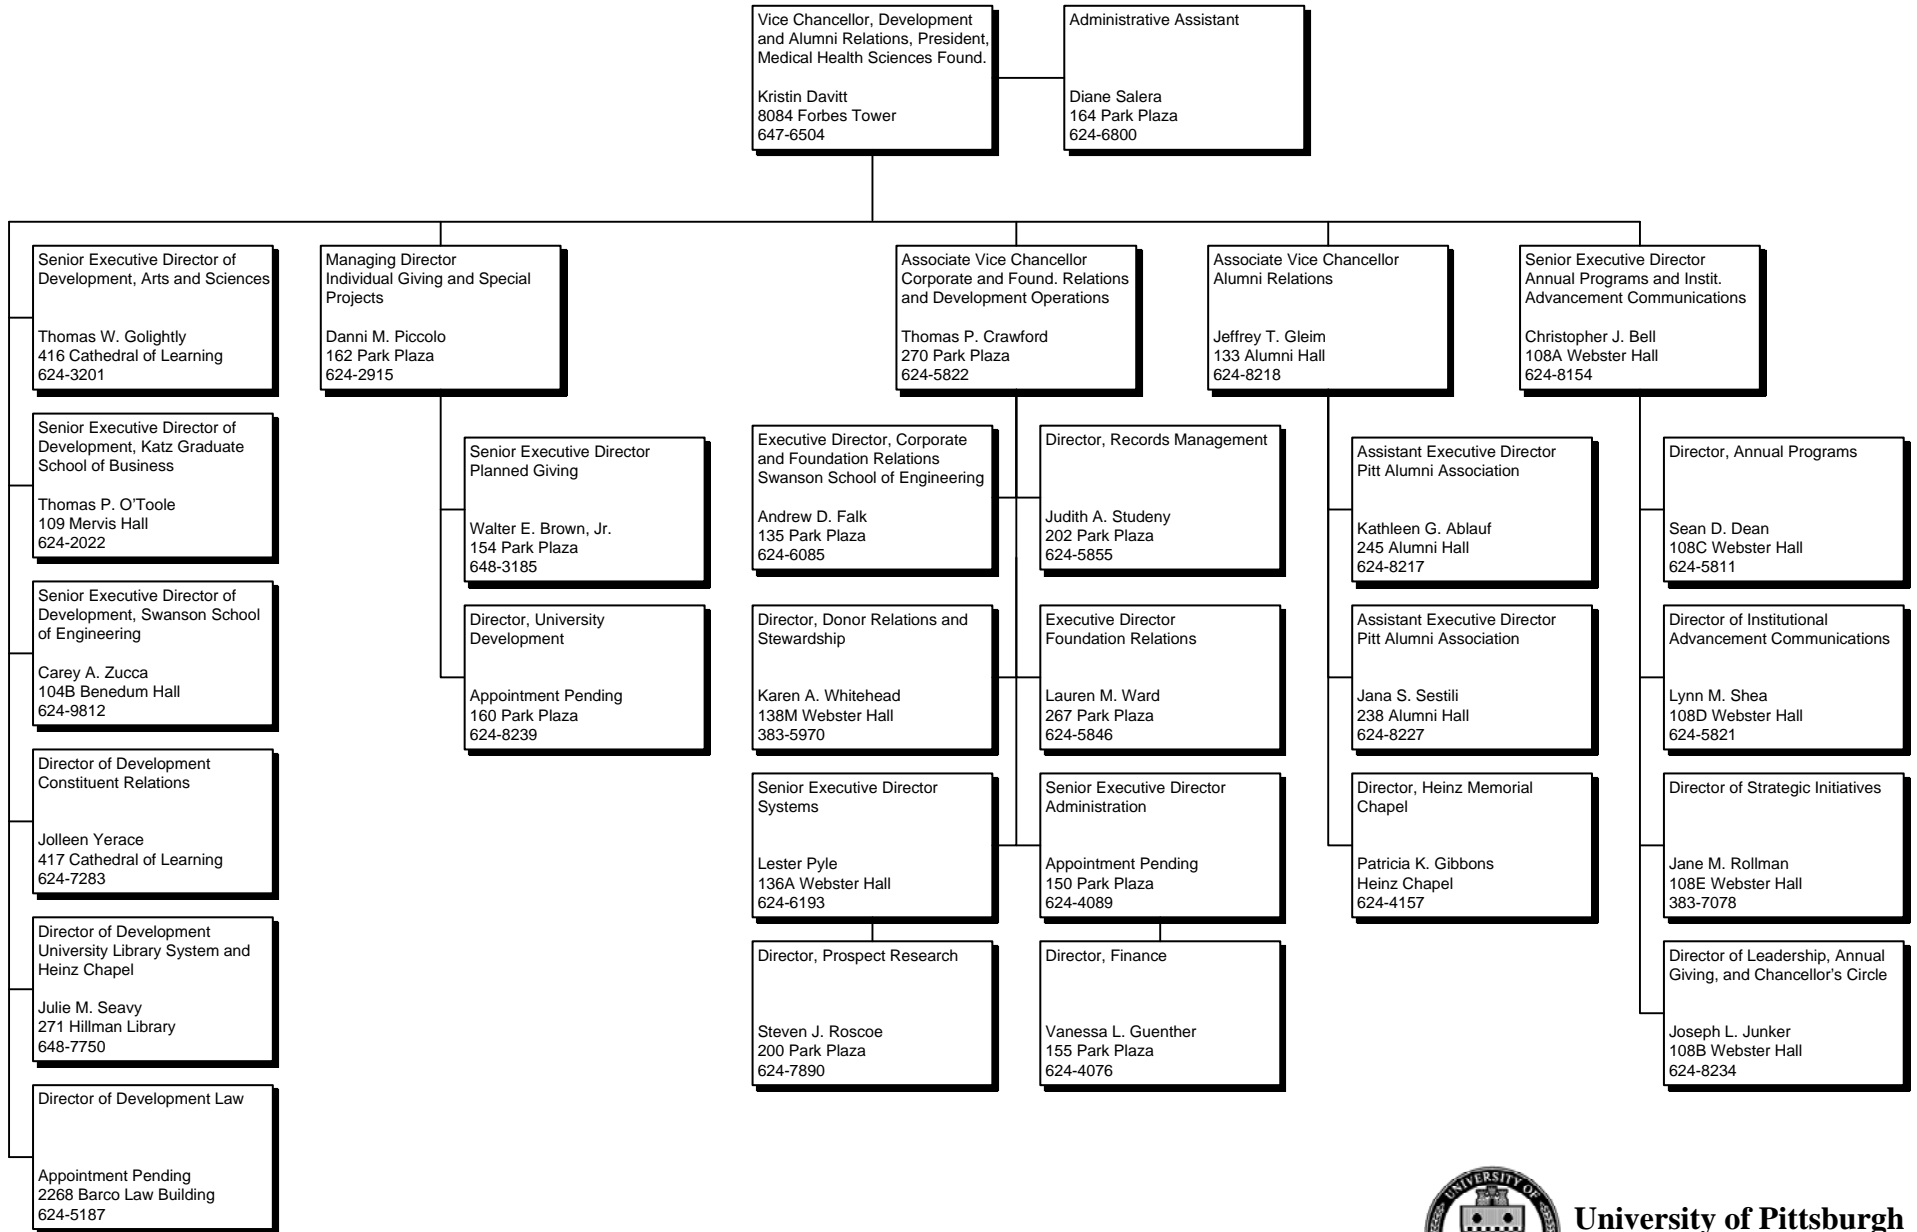 Vice Chancellor, Development
and Alumni Relations, President,
Medical Health Sciences Found.
Kristin Davitt
8084 Forbes Tower
647-6504
Administrative Assistant
Diane Salera
164 Park Plaza
624-6800
Senior Executive Director of
Development, Arts and Sciences
Thomas W. Golightly
416 Cathedral of Learning
624-3201
Senior Executive Director of
Development, Katz Graduate
School of Business
Thomas P. O'Toole
109 Mervis Hall
624-2022
Senior Executive Director of
Development, Swanson School
of Engineering
Carey A. Zucca
104B Benedum Hall
624-9812
Director of Development
Constituent Relations
Jolleen Yerace
417 Cathedral of Learning
624-7283
Director of Development
University Library System and
Heinz Chapel
Julie M. Seavy
271 Hillman Library
648-7750
Director of Development Law
Appointment Pending
2268 Barco Law Building
624-5187
Managing Director
Individual Giving and Special
Projects
Danni M. Piccolo
162 Park Plaza
624-2915
Senior Executive Director
Planned Giving
Walter E. Brown, Jr.
154 Park Plaza
648-3185
Director, University
Development
Appointment Pending
160 Park Plaza
624-8239
Associate Vice Chancellor
Corporate and Found. Relations
and Development Operations
Thomas P. Crawford
270 Park Plaza
624-5822
Executive Director, Corporate
and Foundation Relations
Swanson School of Engineering
Andrew D. Falk
135 Park Plaza
624-6085
Director, Records Management
Judith A. Studeny
202 Park Plaza
624-5855
Director, Donor Relations and
Stewardship
Karen A. Whitehead
138M Webster Hall
383-5970
Executive Director
Foundation Relations
Lauren M. Ward
267 Park Plaza
624-5846
Senior Executive Director
Systems
Lester Pyle
136A Webster Hall
624-6193
Senior Executive Director
Administration
Appointment Pending
150 Park Plaza
624-4089
Director, Prospect Research
Steven J. Roscoe
200 Park Plaza
624-7890
Director, Finance
Vanessa L. Guenther
155 Park Plaza
624-4076
Associate Vice Chancellor
Alumni Relations
Jeffrey T. Gleim
133 Alumni Hall
624-8218
Assistant Executive Director
Pitt Alumni Association
Kathleen G. Ablauf
245 Alumni Hall
624-8217
Assistant Executive Director
Pitt Alumni Association
Jana S. Sestili
238 Alumni Hall
624-8227
Director, Heinz Memorial
Chapel
Patricia K. Gibbons
Heinz Chapel
624-4157
Senior Executive Director
Annual Programs and Instit.
Advancement Communications
Christopher J. Bell
108A Webster Hall
624-8154
Director, Annual Programs
Sean D. Dean
108C Webster Hall
624-5811
Director of Institutional
Advancement Communications
Lynn M. Shea
108D Webster Hall
624-5821
Director of Strategic Initiatives
Jane M. Rollman
108E Webster Hall
383-7078
Director of Leadership, Annual
Giving, and Chancellor's Circle
Joseph L. Junker
108B Webster Hall
624-8234
UNIVERSITY OF
University of Pittsburgh